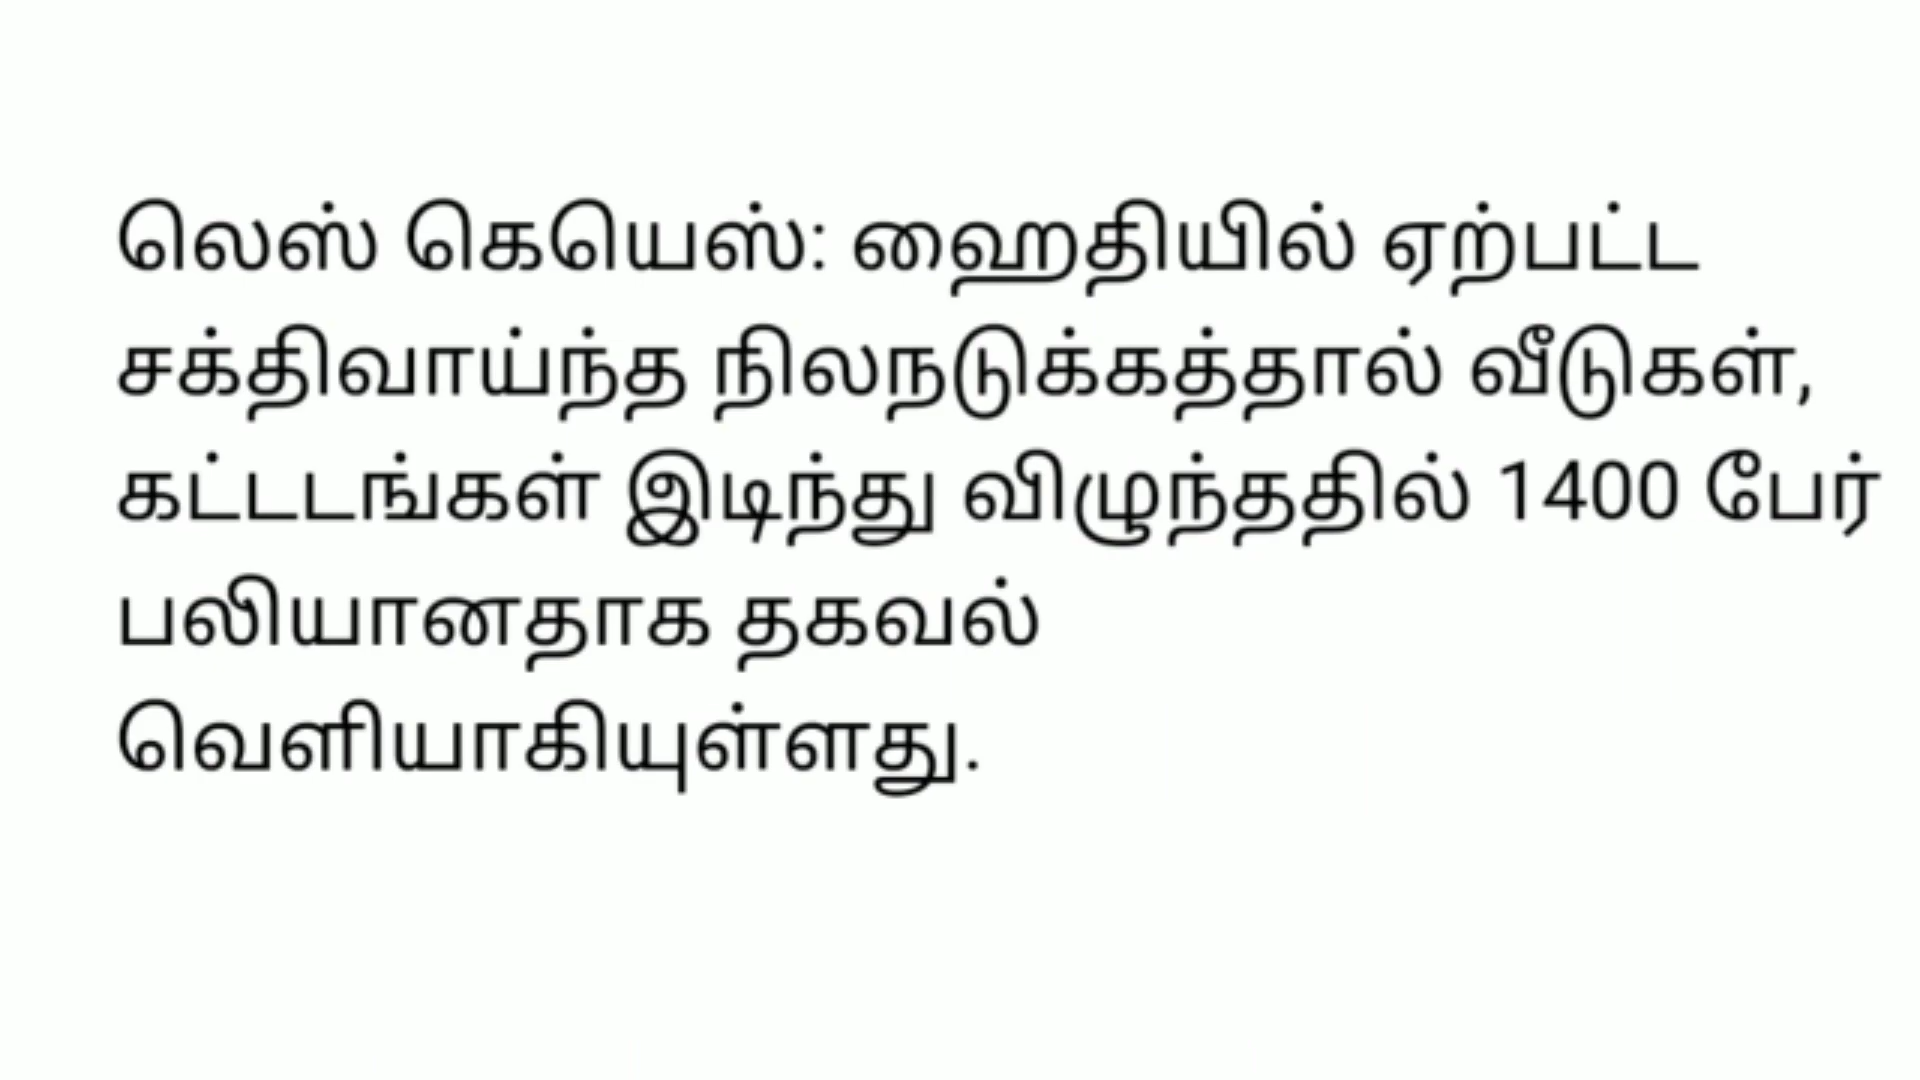 லெஸ் கெயெஸ்: ஹைதியில் ஏற்பட்ட
சக்திவாய்ந்த நிலநடுக்கத்தால் வீடுகள்,
கட்டடங்கள் இடிந்து விழுந்ததில் 1400 பேர்
பலியானதாக தகவல்
வெளியாகியுள்ளது.